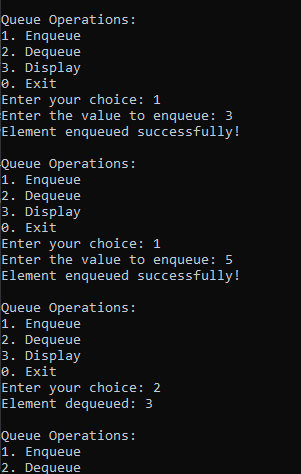 Queue Operations:
1. Enqueue
2. Dequeue
3. Display
0. Exit
Enter your choice: 1
Enter the value to enqueue: 3
Element enqueued successfully!
Queue Operations:
1. Enqueue
2. Dequeue
3. Display
0. Exit
Enter your choice: 1
Enter the value to enqueue: 5
Element enqueued successfully!
Queue Operations:
1. Enqueue
2. Dequeue
3. Display
0. Exit
Enter your choice: 2
Element dequeued: 3
Queue Operations:
1. Enqueue
2. Dequeue